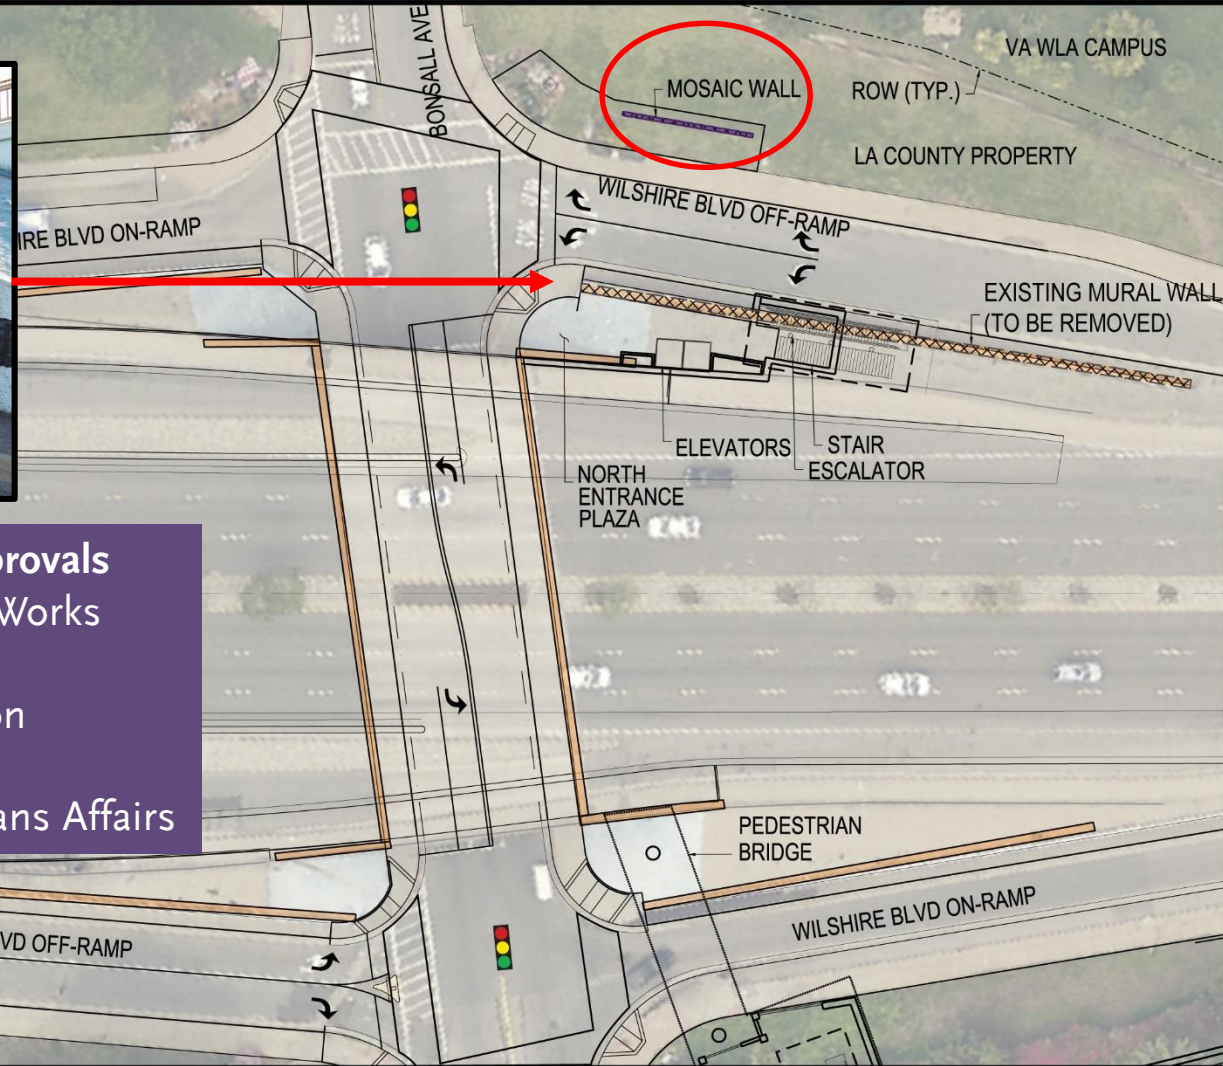 VA WLA CAMPUS
MOSAIC WALL
ROW (TYP.)
BONSALL AVE
LA COUNTY PROPERTY
WILSHIRE BLVD OFF-RAMP
IRE BLVD ON-RAMP
EXISTING MURAL WALL
(TO BE REMOVED)
ELEVATORS
STAIR
ESCALATOR
NORTH
ENTRANCE
PLAZA
provals
Works
on
ans Affairs
PEDESTRIAN
BRIDGE
WILSHIRE BLVD ON-RAMP
VD OFF-RAMP